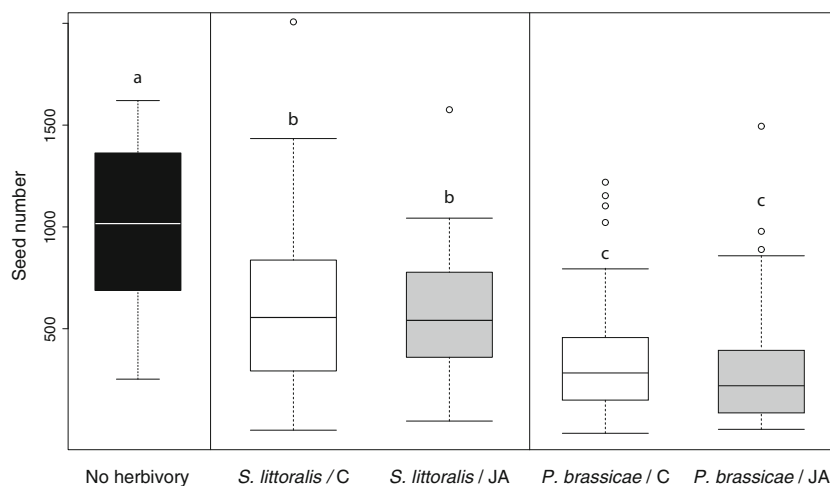 Seed number
1500
1000
500
a
b
b
c
c
No herbivory
S. littoralis / C
S. littoralis / JA
P. brassicae / C
P. brassicae / JA